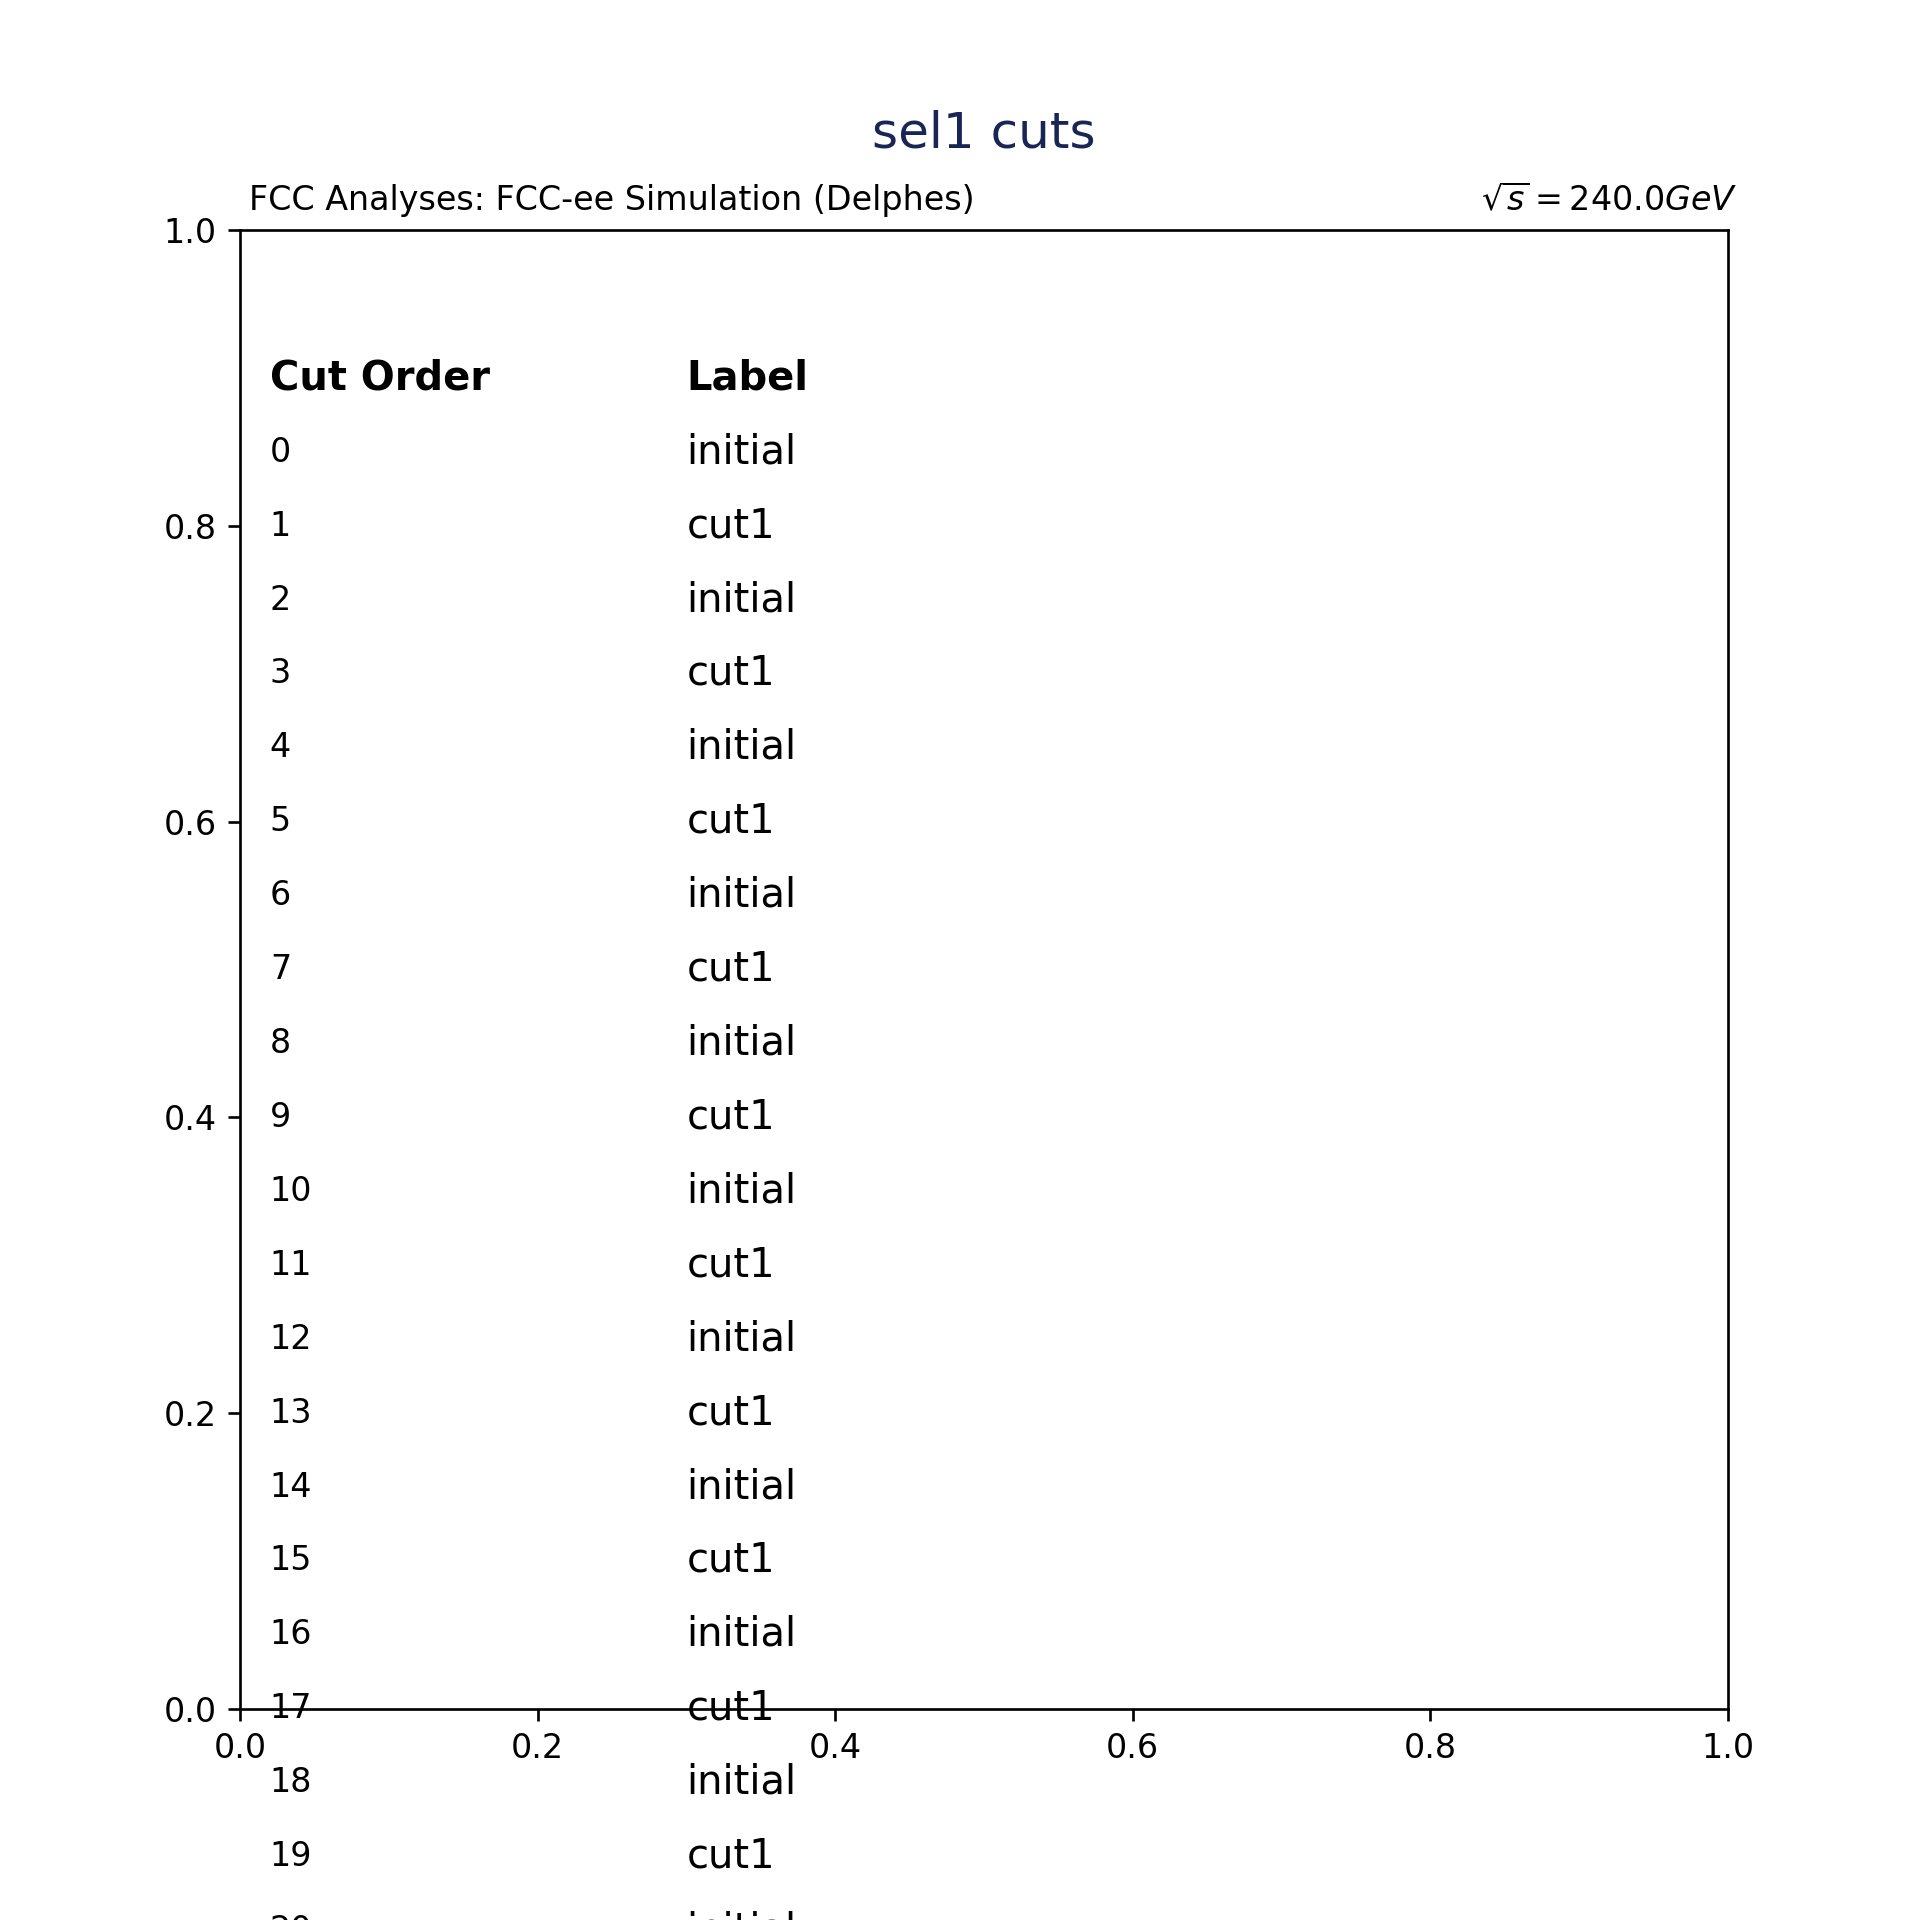 sel1 cuts
FCC Analyses: FCC-ee Simulation (Delphes) √s = 240.0GeV
1.0
Cut Order Label
0 initial
0.8 1 cut1
2 initial
3 cut1
4 initial
0.6 5 cut1
6 initial
7 cut1
8 initial
0.4 9 cut1
10 initial
11 cut1
12 initial
0.2 13 cut1
14 initial
15 cut1
16 initial
0.0 17 cut1
0.0 0.2 0.4 0.6 0.8 1.0
18 initial
19 cut1